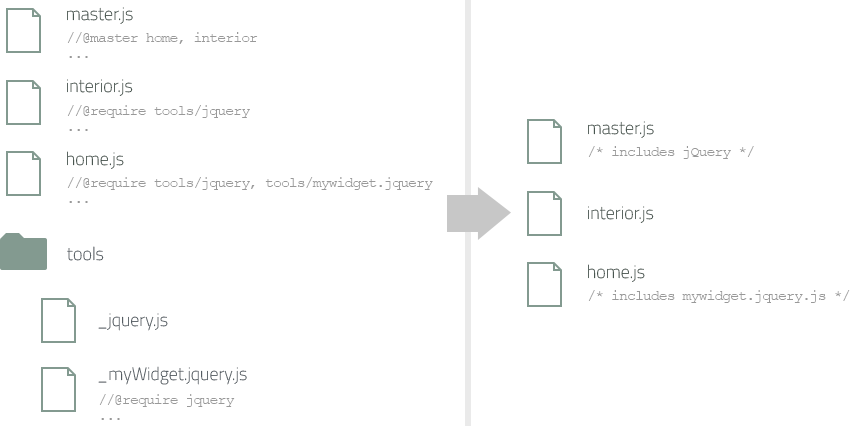 master.js
//@master home, interior
...
interior.js
//@require tools/jquery
...
home.js
//@require tools/jquery, tools/mywidget.jquery
...
tools
_jquery.js
_myWidget.jquery.js
//@require jquery
...
master.js
/* includes jQuery */
interior.js
home.js
/* includes mywidget.jquery.js */